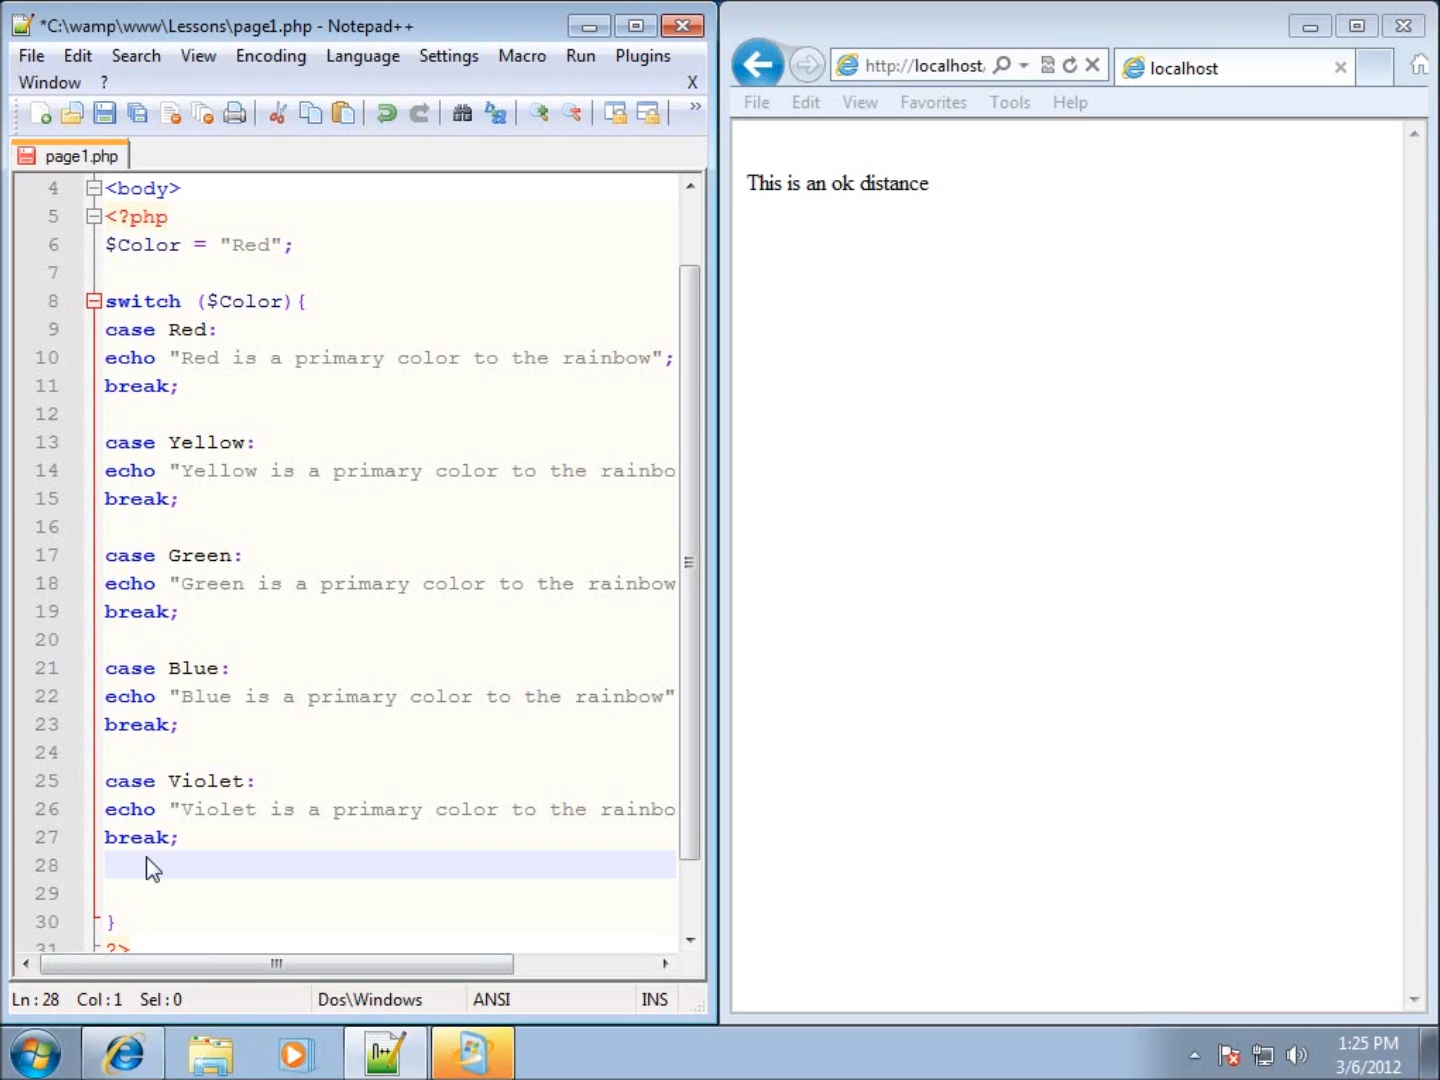 *C:\wamp\www\Lessons\page1.php - Notepad++
File Edit Search View Encoding Language Settings Macro Run Plugins
Window ? X
page1.php
4 <body>
5 <?php
6 $Color = "Red";
7
8 switch ($Color){
9 case Red:
10 echo "Red is a primary color to the rainbow";
11 break;
12
13 case Yellow:
14 echo "Yellow is a primary color to the rainbo
15 break;
16
17 case Green:
18 echo "Green is a primary color to the rainbow
19 break;
20
21 case Blue:
22 echo "Blue is a primary color to the rainbow"
23 break;
24
25 case Violet:
26 echo "Violet is a primary color to the rainbo
27 break;
28
29
30 }
31 ?>
Ln : 28 Col : 1 Sel : 0 Dos\Windows ANSI INS
http://localhost localhost
File Edit View Favorites Tools Help
This is an ok distance
1:25 PM
3/6/2012